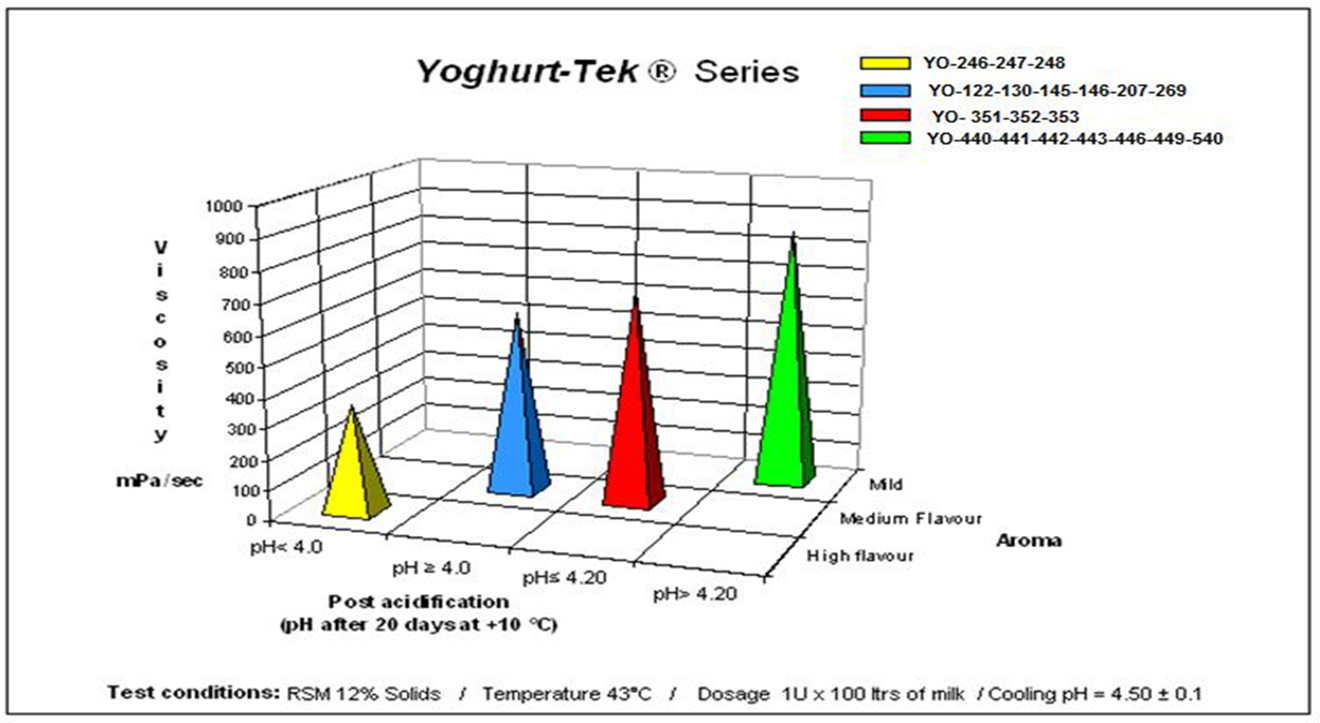 Yoghurt-Tek ® Series
YO-246-247-248
YO-122-130-145-146-207-269
YO- 351-352-353
YO-440-441-442-443-446-449-540
Viscosity
mPa/sec
1000
900
800
700
600
500
400
300
200
100
0
pH< 4.0
pH ≥ 4.0
pH≤ 4.20
pH> 4.20
Mild
Medium Flavour
High flavour
Aroma
Post acidification
(pH after 20 days at +10 °C)
Test conditions: RSM 12% Solids / Temperature 43°C / Dosage 1U x 100 ltrs of milk / Cooling pH = 4.50 ± 0.1